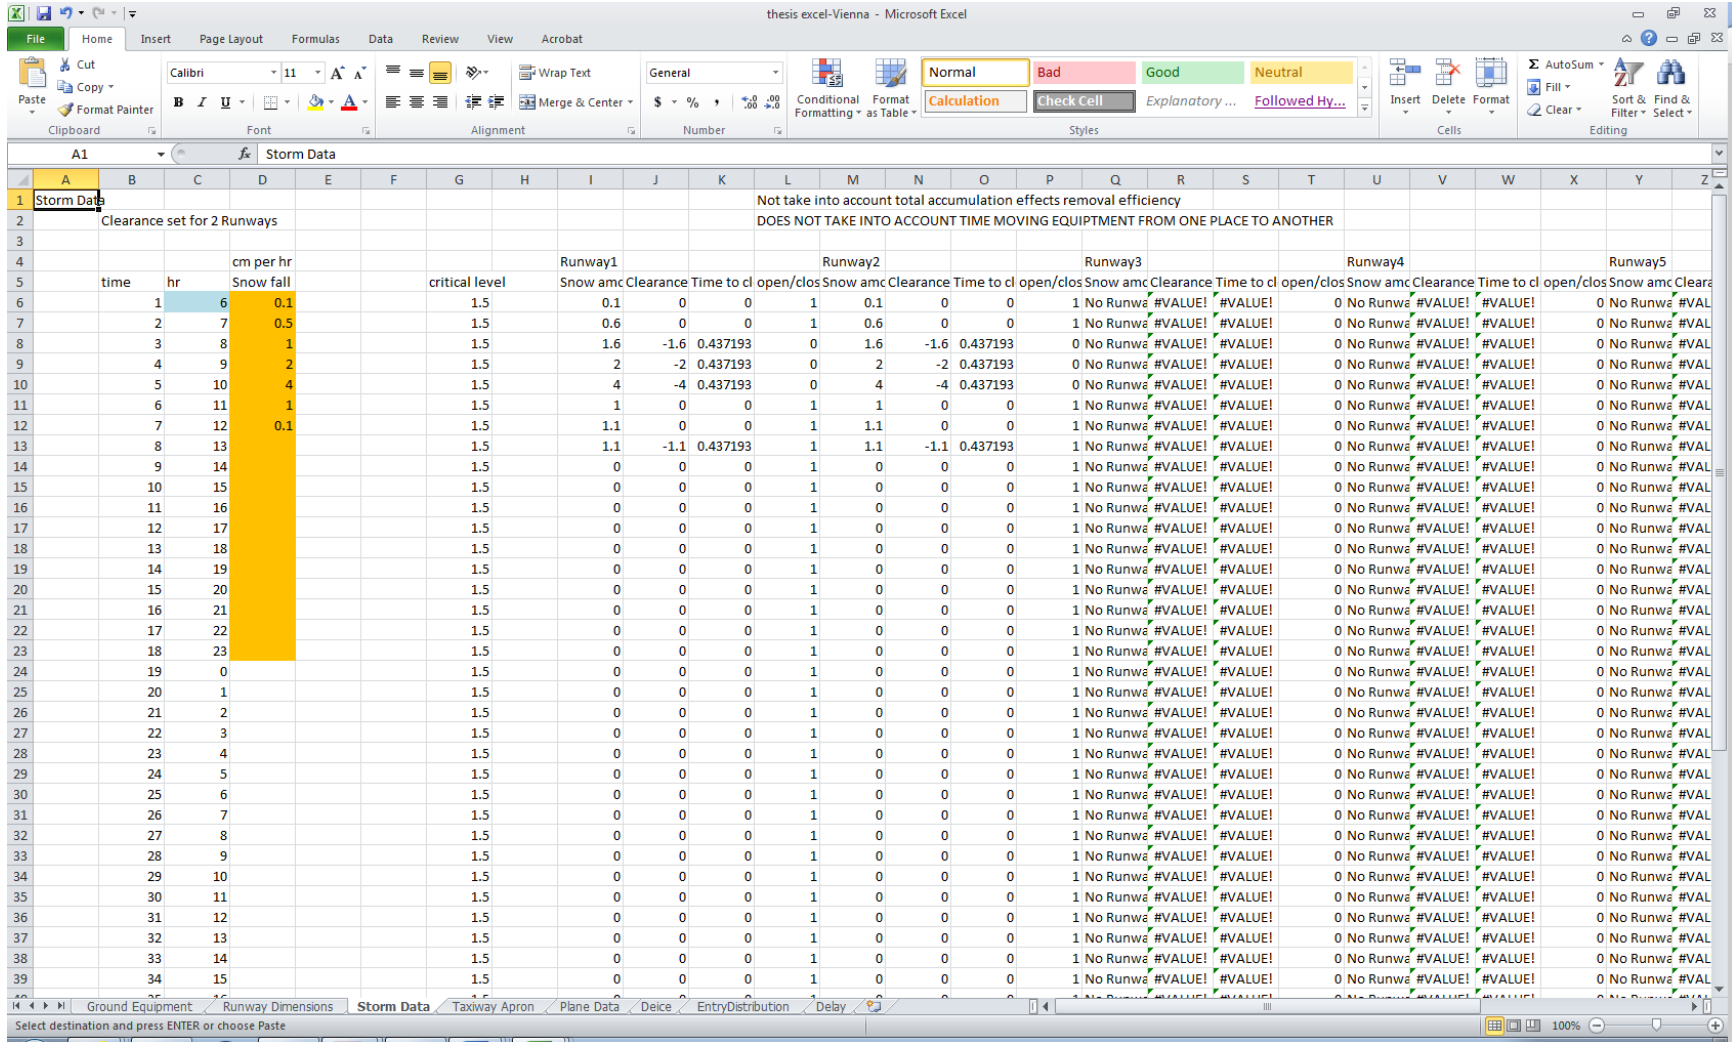 thesis excel-Vienna - Microsoft Excel
File Home Insert Page Layout Formulas Data Review View Acrobat
Cut Calibri 11 Wrap Text General Normal Bad Good Neutral AutoSum
Copy Fill
Paste Format Painter Merge & Center Conditional Formatting Format as Table Calculation Check Cell Explanatory ... Followed Hy... Insert Delete Format Clear Sort & Filter Find & Select
Clipboard Font Alignment Number Styles Cells Editing
A1 fx Storm Data
A B C D E F G H I J K L M N O P Q R S T U V W X Y Z
1 Storm Data Not take into account total accumulation effects removal efficiency
2 Clearance set for 2 Runways DOES NOT TAKE INTO ACCOUNT TIME MOVING EQUIPTMENT FROM ONE PLACE TO ANOTHER
3
4 cm per hr Runway1 Runway2 Runway3 Runway4 Runway5
5 time hr Snow fall critical level Snow amo Clearance Time to cl open/clos Snow amo Clearance Time to cl open/clos Snow amo Clearance Time to cl open/clos Snow amo Clearance Time to cl open/clos Snow amo Cleara
6 1 6 0.1 1.5 0.1 0 0 1 0.1 0 0 1 No Runwa #VALUE! #VALUE! 0 No Runwa #VALUE! #VALUE! 0 No Runwa #VAL
7 2 7 0.5 1.5 0.6 0 0 1 0.6 0 0 1 No Runwa #VALUE! #VALUE! 0 No Runwa #VALUE! #VALUE! 0 No Runwa #VAL
8 3 8 1 1.5 1.6 -1.6 0.437193 0 1.6 -1.6 0.437193 0 No Runwa #VALUE! #VALUE! 0 No Runwa #VALUE! #VALUE! 0 No Runwa #VAL
9 4 9 2 1.5 2 -2 0.437193 0 2 -2 0.437193 0 No Runwa #VALUE! #VALUE! 0 No Runwa #VALUE! #VALUE! 0 No Runwa #VAL
10 5 10 4 1.5 4 -4 0.437193 0 4 -4 0.437193 0 No Runwa #VALUE! #VALUE! 0 No Runwa #VALUE! #VALUE! 0 No Runwa #VAL
11 6 11 1 1.5 1 0 0 1 1 0 0 1 No Runwa #VALUE! #VALUE! 0 No Runwa #VALUE! #VALUE! 0 No Runwa #VAL
12 7 12 0.1 1.5 1.1 0 0 1 1.1 0 0 1 No Runwa #VALUE! #VALUE! 0 No Runwa #VALUE! #VALUE! 0 No Runwa #VAL
13 8 13 1.5 1.1 -1.1 0.437193 1 1.1 -1.1 0.437193 1 No Runwa #VALUE! #VALUE! 0 No Runwa #VALUE! #VALUE! 0 No Runwa #VAL
14 9 14 1.5 0 0 0 1 0 0 0 1 No Runwa #VALUE! #VALUE! 0 No Runwa #VALUE! #VALUE! 0 No Runwa #VAL
15 10 15 1.5 0 0 0 1 0 0 0 1 No Runwa #VALUE! #VALUE! 0 No Runwa #VALUE! #VALUE! 0 No Runwa #VAL
16 11 16 1.5 0 0 0 1 0 0 0 1 No Runwa #VALUE! #VALUE! 0 No Runwa #VALUE! #VALUE! 0 No Runwa #VAL
17 12 17 1.5 0 0 0 1 0 0 0 1 No Runwa #VALUE! #VALUE! 0 No Runwa #VALUE! #VALUE! 0 No Runwa #VAL
18 13 18 1.5 0 0 0 1 0 0 0 1 No Runwa #VALUE! #VALUE! 0 No Runwa #VALUE! #VALUE! 0 No Runwa #VAL
19 14 19 1.5 0 0 0 1 0 0 0 1 No Runwa #VALUE! #VALUE! 0 No Runwa #VALUE! #VALUE! 0 No Runwa #VAL
20 15 20 1.5 0 0 0 1 0 0 0 1 No Runwa #VALUE! #VALUE! 0 No Runwa #VALUE! #VALUE! 0 No Runwa #VAL
21 16 21 1.5 0 0 0 1 0 0 0 1 No Runwa #VALUE! #VALUE! 0 No Runwa #VALUE! #VALUE! 0 No Runwa #VAL
22 17 22 1.5 0 0 0 1 0 0 0 1 No Runwa #VALUE! #VALUE! 0 No Runwa #VALUE! #VALUE! 0 No Runwa #VAL
23 18 23 1.5 0 0 0 1 0 0 0 1 No Runwa #VALUE! #VALUE! 0 No Runwa #VALUE! #VALUE! 0 No Runwa #VAL
24 19 0 1.5 0 0 0 1 0 0 0 1 No Runwa #VALUE! #VALUE! 0 No Runwa #VALUE! #VALUE! 0 No Runwa #VAL
25 20 1 1.5 0 0 0 1 0 0 0 1 No Runwa #VALUE! #VALUE! 0 No Runwa #VALUE! #VALUE! 0 No Runwa #VAL
26 21 2 1.5 0 0 0 1 0 0 0 1 No Runwa #VALUE! #VALUE! 0 No Runwa #VALUE! #VALUE! 0 No Runwa #VAL
27 22 3 1.5 0 0 0 1 0 0 0 1 No Runwa #VALUE! #VALUE! 0 No Runwa #VALUE! #VALUE! 0 No Runwa #VAL
28 23 4 1.5 0 0 0 1 0 0 0 1 No Runwa #VALUE! #VALUE! 0 No Runwa #VALUE! #VALUE! 0 No Runwa #VAL
29 24 5 1.5 0 0 0 1 0 0 0 1 No Runwa #VALUE! #VALUE! 0 No Runwa #VALUE! #VALUE! 0 No Runwa #VAL
30 25 6 1.5 0 0 0 1 0 0 0 1 No Runwa #VALUE! #VALUE! 0 No Runwa #VALUE! #VALUE! 0 No Runwa #VAL
31 26 7 1.5 0 0 0 1 0 0 0 1 No Runwa #VALUE! #VALUE! 0 No Runwa #VALUE! #VALUE! 0 No Runwa #VAL
32 27 8 1.5 0 0 0 1 0 0 0 1 No Runwa #VALUE! #VALUE! 0 No Runwa #VALUE! #VALUE! 0 No Runwa #VAL
33 28 9 1.5 0 0 0 1 0 0 0 1 No Runwa #VALUE! #VALUE! 0 No Runwa #VALUE! #VALUE! 0 No Runwa #VAL
34 29 10 1.5 0 0 0 1 0 0 0 1 No Runwa #VALUE! #VALUE! 0 No Runwa #VALUE! #VALUE! 0 No Runwa #VAL
35 30 11 1.5 0 0 0 1 0 0 0 1 No Runwa #VALUE! #VALUE! 0 No Runwa #VALUE! #VALUE! 0 No Runwa #VAL
36 31 12 1.5 0 0 0 1 0 0 0 1 No Runwa #VALUE! #VALUE! 0 No Runwa #VALUE! #VALUE! 0 No Runwa #VAL
37 32 13 1.5 0 0 0 1 0 0 0 1 No Runwa #VALUE! #VALUE! 0 No Runwa #VALUE! #VALUE! 0 No Runwa #VAL
38 33 14 1.5 0 0 0 1 0 0 0 1 No Runwa #VALUE! #VALUE! 0 No Runwa #VALUE! #VALUE! 0 No Runwa #VAL
39 34 15 1.5 0 0 0 1 0 0 0 1 No Runwa #VALUE! #VALUE! 0 No Runwa #VALUE! #VALUE! 0 No Runwa #VAL
Ground Equipment Runway Dimensions Storm Data Taxiway Apron Plane Data Deice EntryDistribution Delay
Select destination and press ENTER or choose Paste 100%